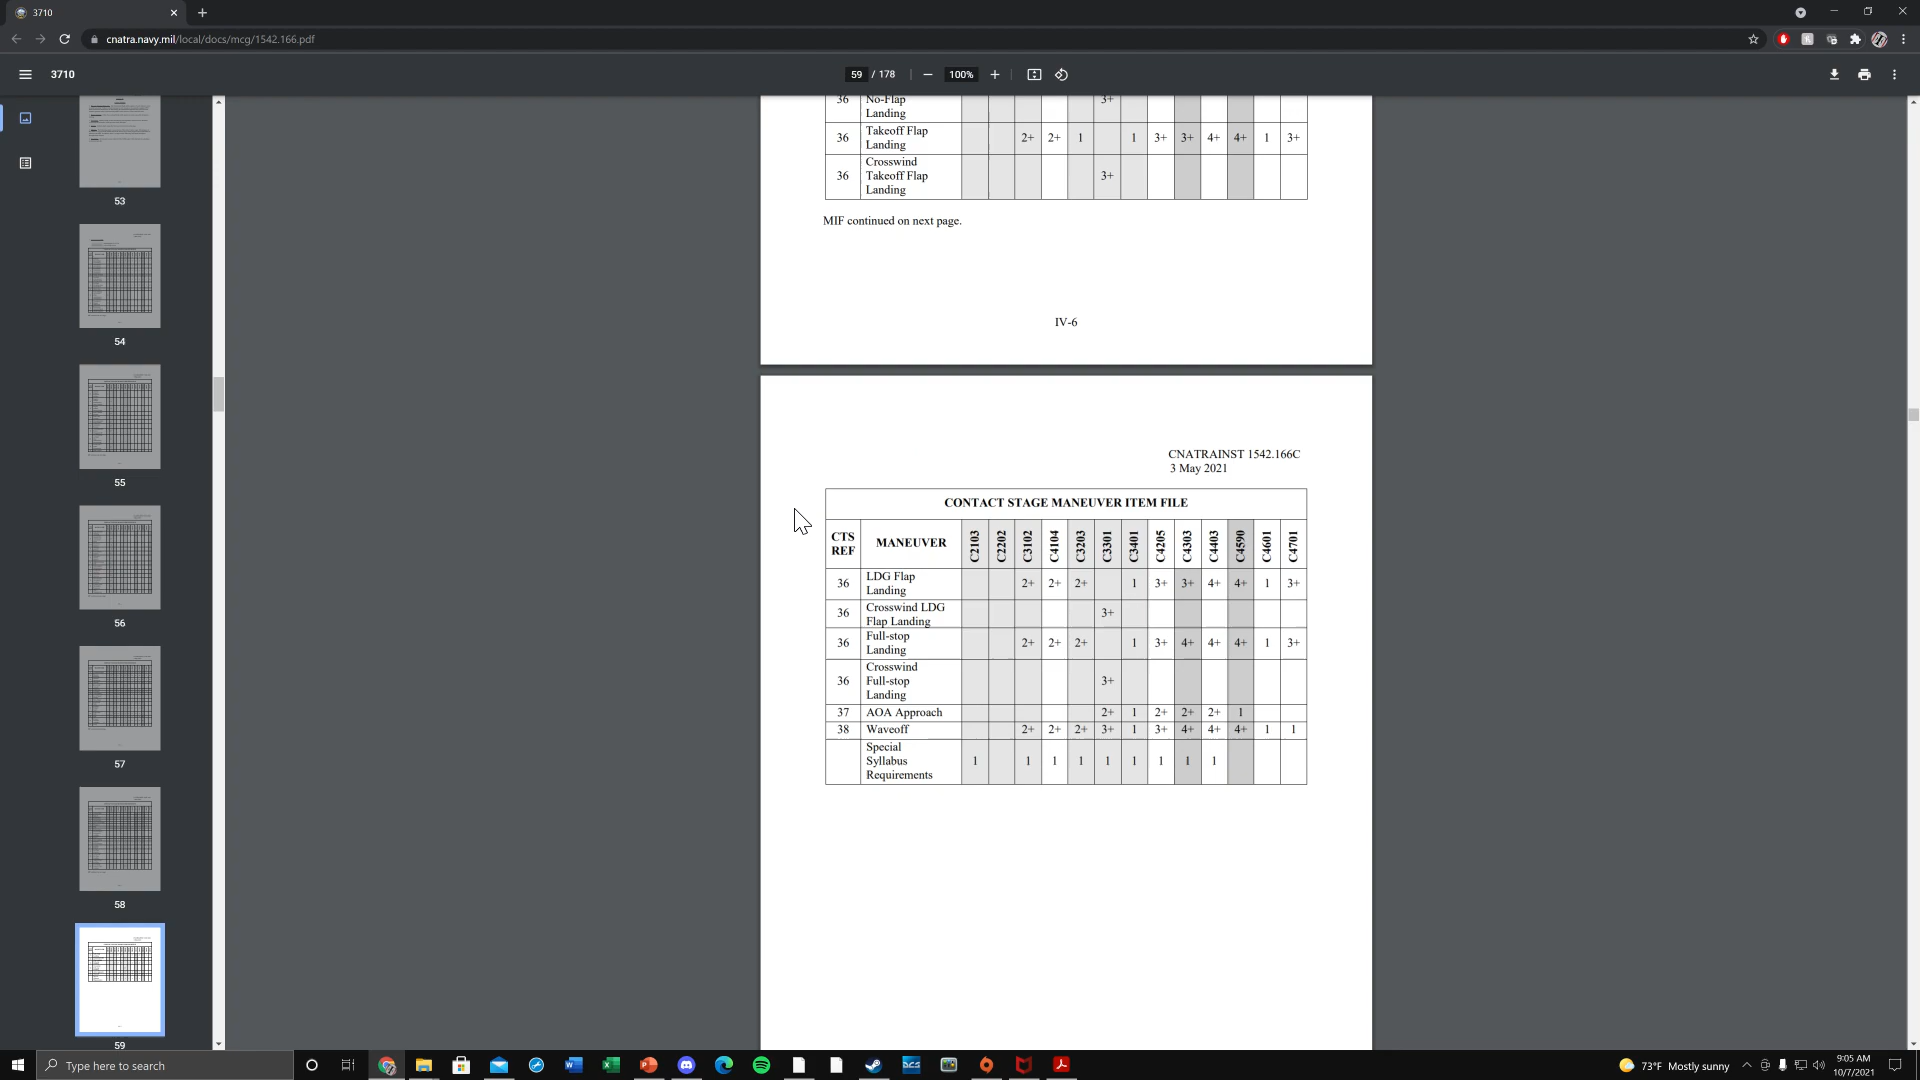 3710
cnatra.navy.mil/local/docs/mcg/1542.166.pdf
3710
59 / 178
100%
53
54
55
56
57
58
59
36 No-Flap Landing 3+
36 Takeoff Flap Landing 2+ 2+ 1 1 3+ 3+ 4+ 4+ 1 3+
36 Crosswind Takeoff Flap Landing 3+
MIF continued on next page.
IV-6
CNATRAINST 1542.166C
3 May 2021
CONTACT STAGE MANEUVER ITEM FILE
CTS REF MANEUVER C2103 C2202 C3102 C4104 C3203 C3301 C3401 C4205 C4303 C4403 C4590 C4601 C4701
36 LDG Flap Landing 2+ 2+ 2+ 1 3+ 3+ 4+ 4+ 1 3+
36 Crosswind LDG Flap Landing 3+
36 Full-stop Landing 2+ 2+ 2+ 1 3+ 4+ 4+ 4+ 1 3+
36 Crosswind Full-stop Landing 3+
37 AOA Approach 2+ 1 2+ 2+ 2+ 1
38 Waveoff 2+ 2+ 2+ 3+ 1 3+ 4+ 4+ 4+ 1 1
Special Syllabus Requirements 1 1 1 1 1 1 1 1 1
Type here to search
73°F Mostly sunny
9:05 AM
10/7/2021